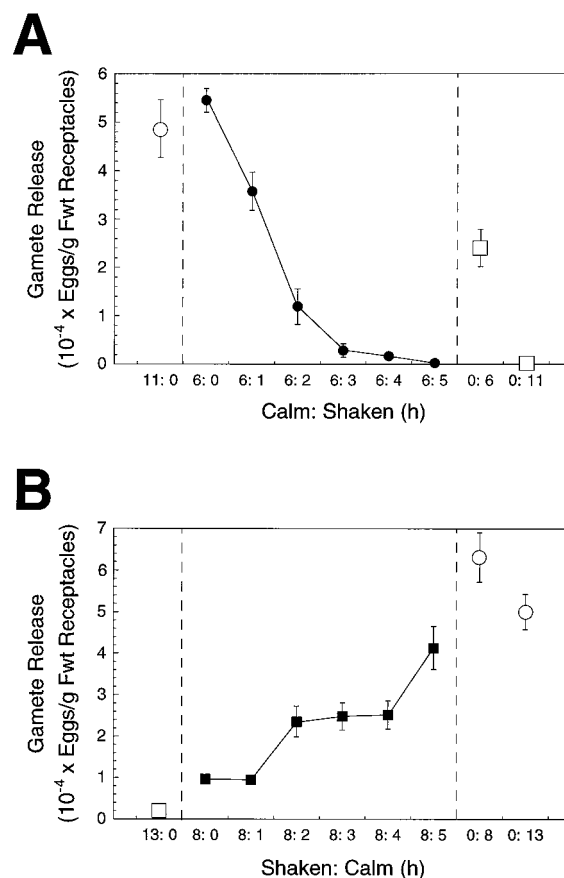 A
Gamete Release
(10-4 x Eggs/g Fwt Receptacles)
6
5
4
3
2
1
0
11: 0 6: 0 6: 1 6: 2 6: 3 6: 4 6: 5 0: 6 0: 11
Calm: Shaken (h)
B
Gamete Release
(10-4 x Eggs/g Fwt Receptacles)
7
6
5
4
3
2
1
0
13: 0 8: 0 8: 1 8: 2 8: 3 8: 4 8: 5 0: 8 0: 13
Shaken: Calm (h)